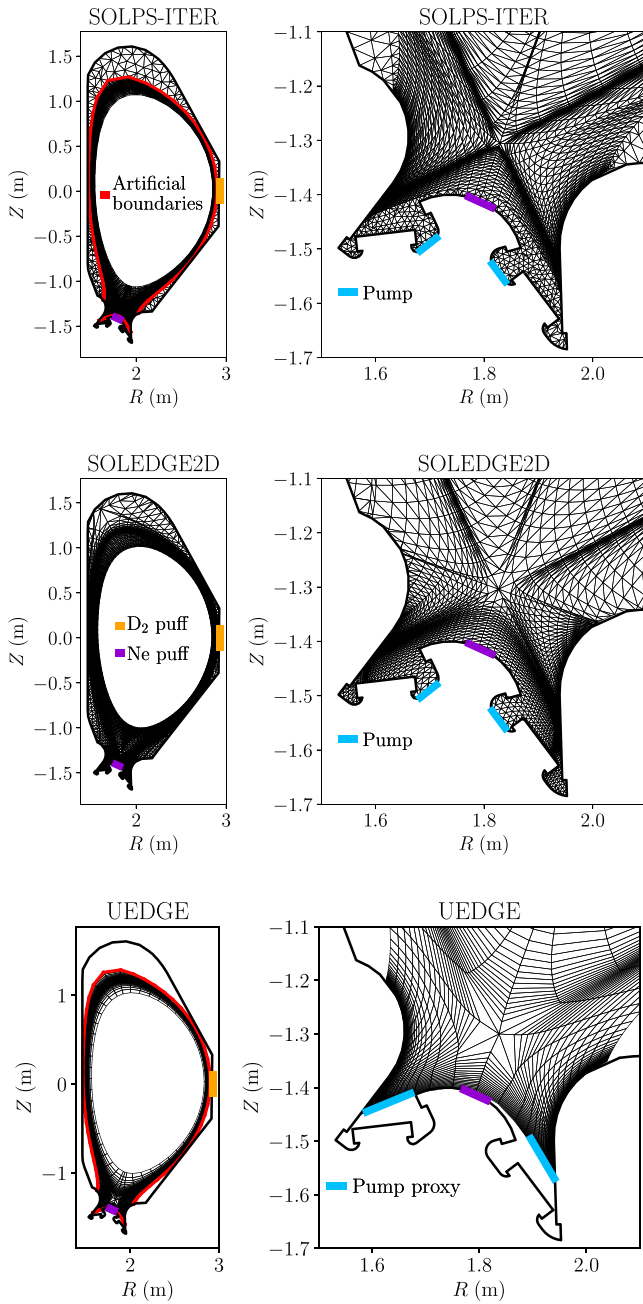 SOLPS-ITER
SOLPS-ITER
1.5
1.0
0.5
0.0
−0.5
−1.0
−1.5
Z (m)
Artificial
boundaries
2
3
R (m)
−1.1
−1.2
−1.3
−1.4
−1.5
−1.6
−1.7
Z (m)
Pump
1.6
1.8
2.0
R (m)
SOLEDGE2D
SOLEDGE2D
1.5
1.0
0.5
0.0
−0.5
−1.0
−1.5
Z (m)
D₂ puff
Ne puff
2
3
R (m)
−1.1
−1.2
−1.3
−1.4
−1.5
−1.6
−1.7
Z (m)
Pump
1.6
1.8
2.0
R (m)
UEDGE
UEDGE
1
0
−1
Z (m)
2
3
R (m)
−1.1
−1.2
−1.3
−1.4
−1.5
−1.6
−1.7
Z (m)
Pump proxy
1.6
1.8
2.0
R (m)